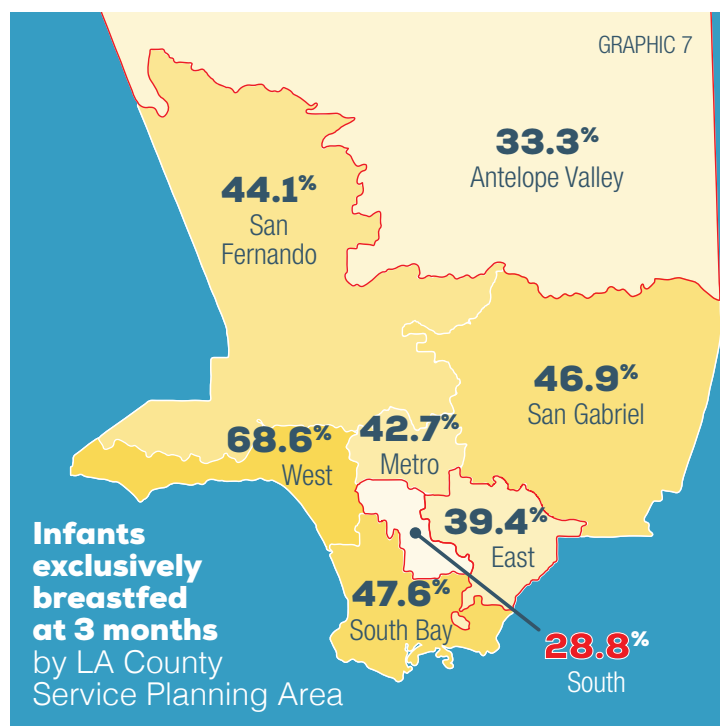 GRAPHIC 7
33.3%
Antelope Valley
44.1%
San
Fernando
46.9%
San Gabriel
68.6%
West
42.7%
Metro
39.4%
East
47.6%
South Bay
28.8%
South
Infants
exclusively
breastfed
at 3 months
by LA County
Service Planning Area